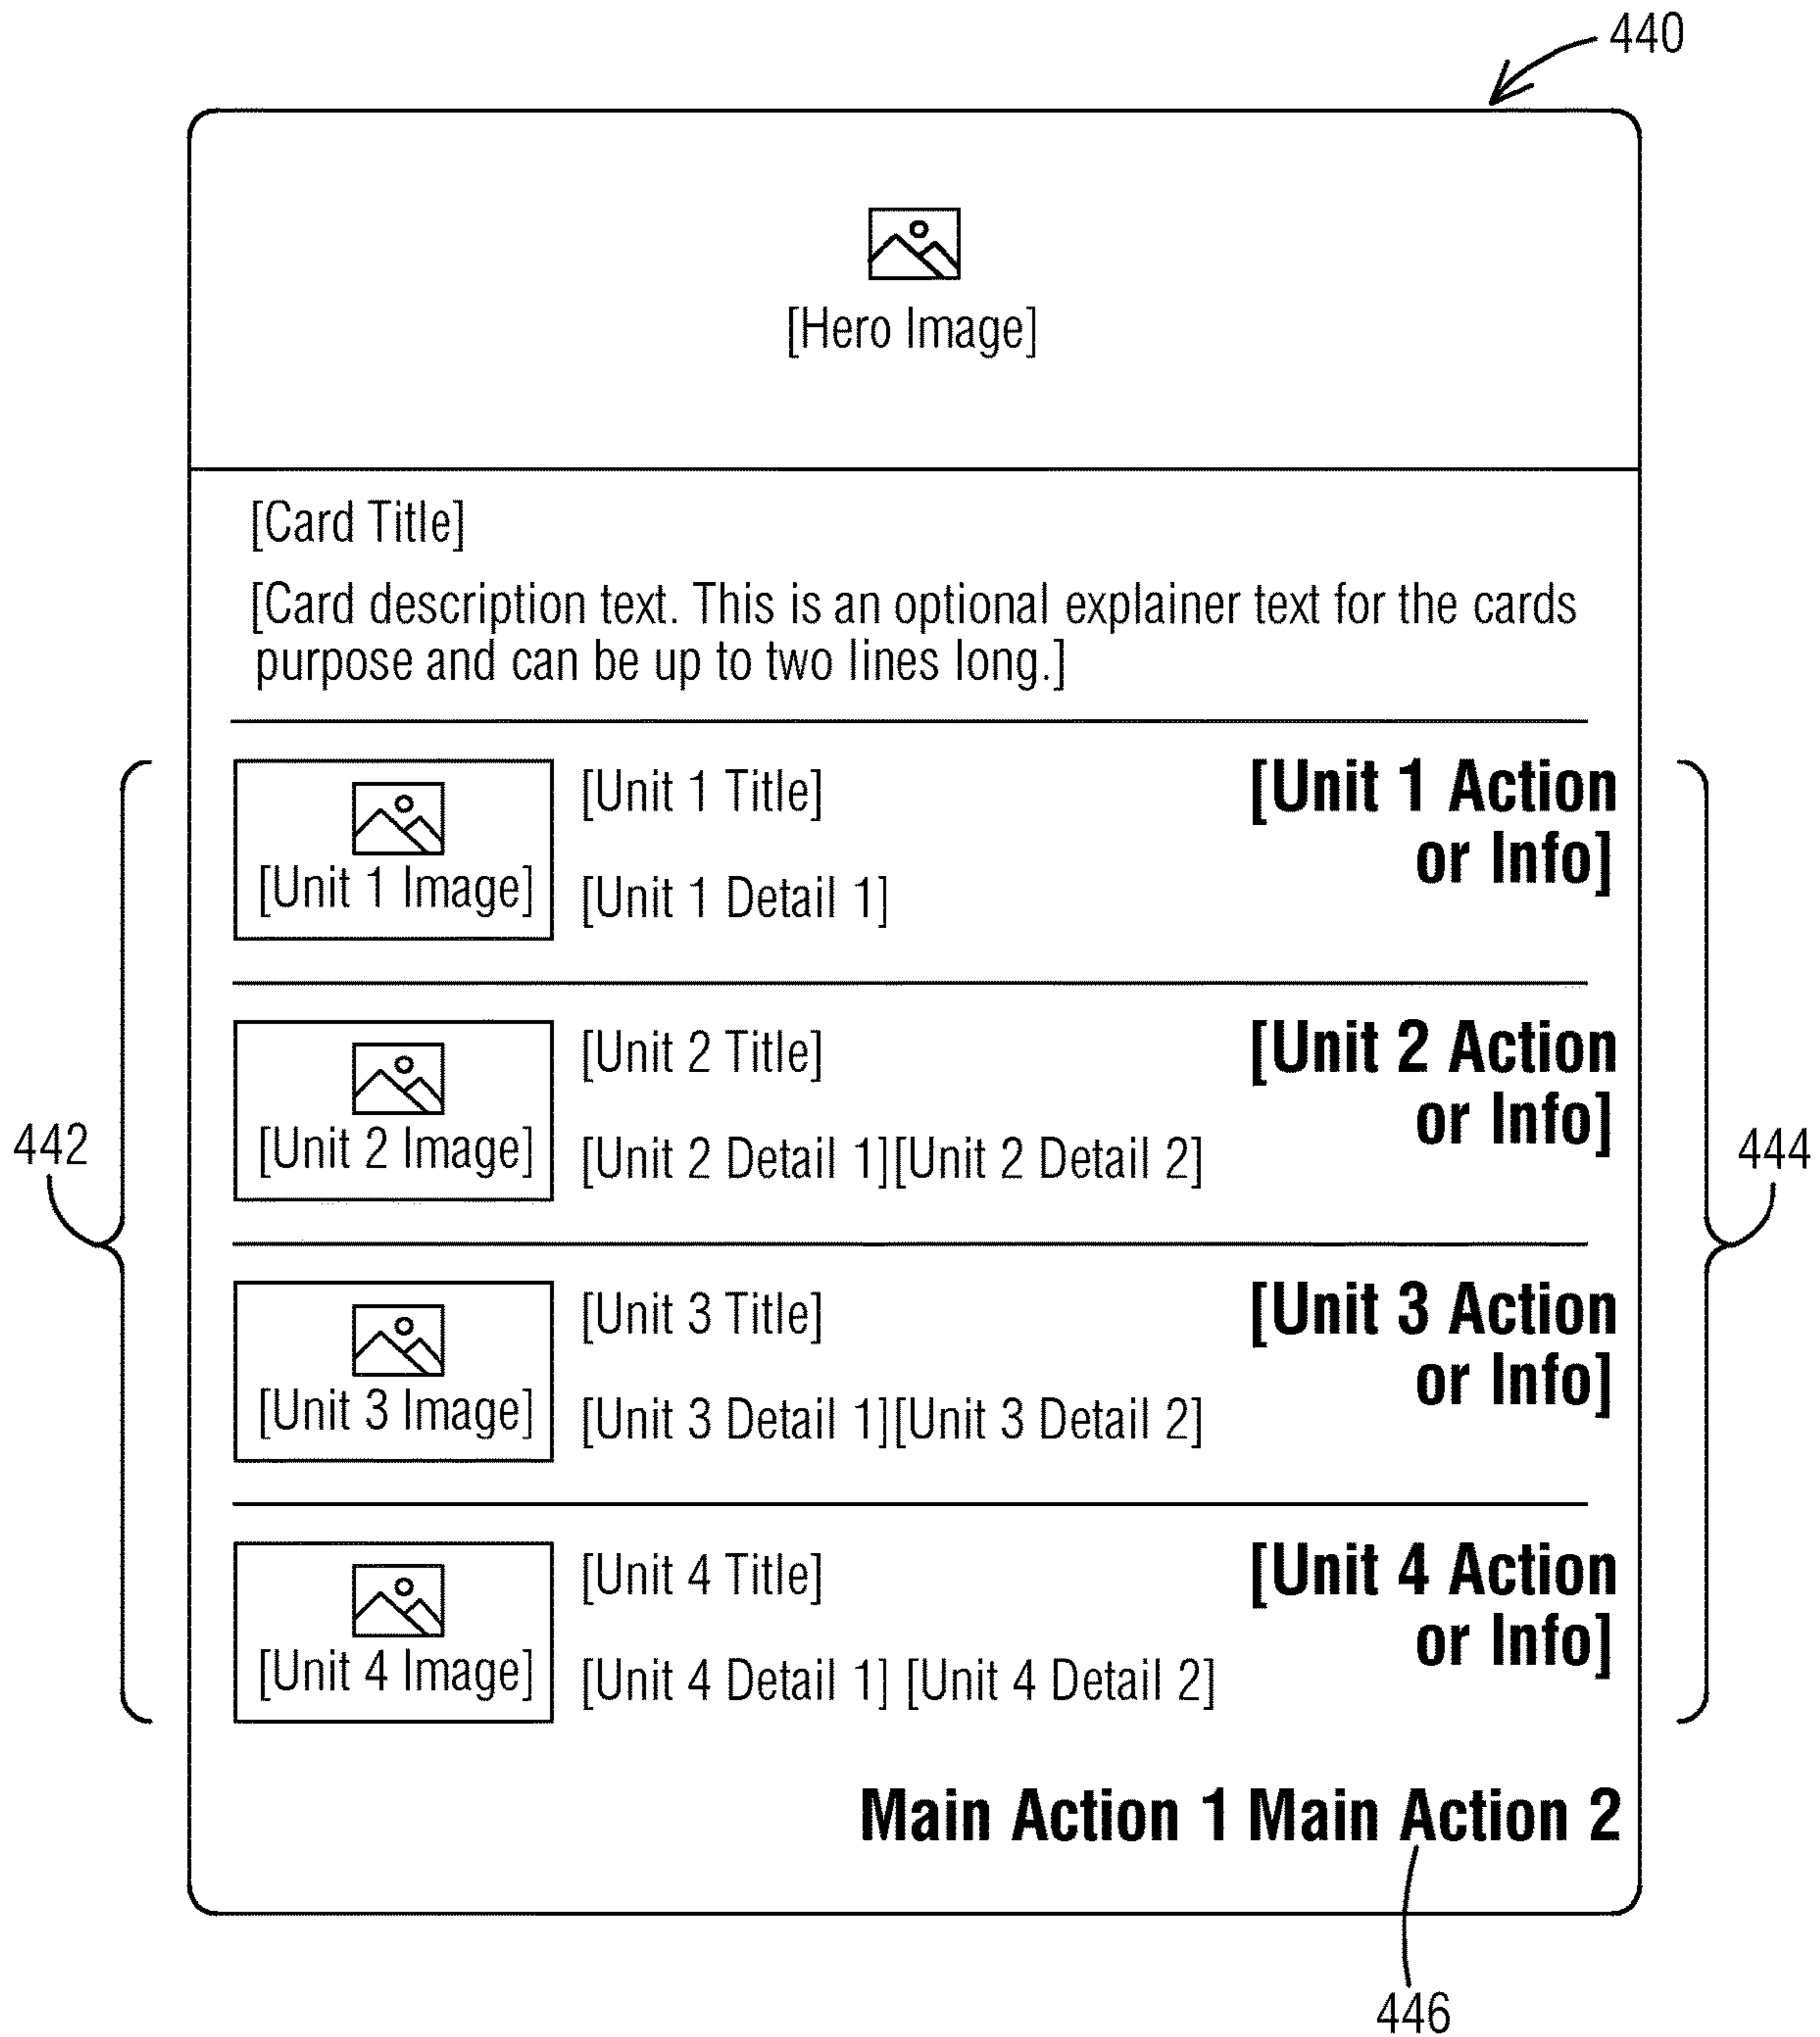 440
[Hero Image]
[Card Title]
[Card description text. This is an optional explainer text for the cards
purpose and can be up to two lines long.]
[Unit 1 Image]
[Unit 1 Title]
[Unit 1 Detail 1]
[Unit 1 Action
or Info]
442
[Unit 2 Image]
[Unit 2 Title]
[Unit 2 Detail 1][Unit 2 Detail 2]
[Unit 2 Action
or Info]
444
[Unit 3 Image]
[Unit 3 Title]
[Unit 3 Detail 1][Unit 3 Detail 2]
[Unit 3 Action
or Info]
[Unit 4 Image]
[Unit 4 Title]
[Unit 4 Detail 1] [Unit 4 Detail 2]
[Unit 4 Action
or Info]
Main Action 1 Main Action 2
446